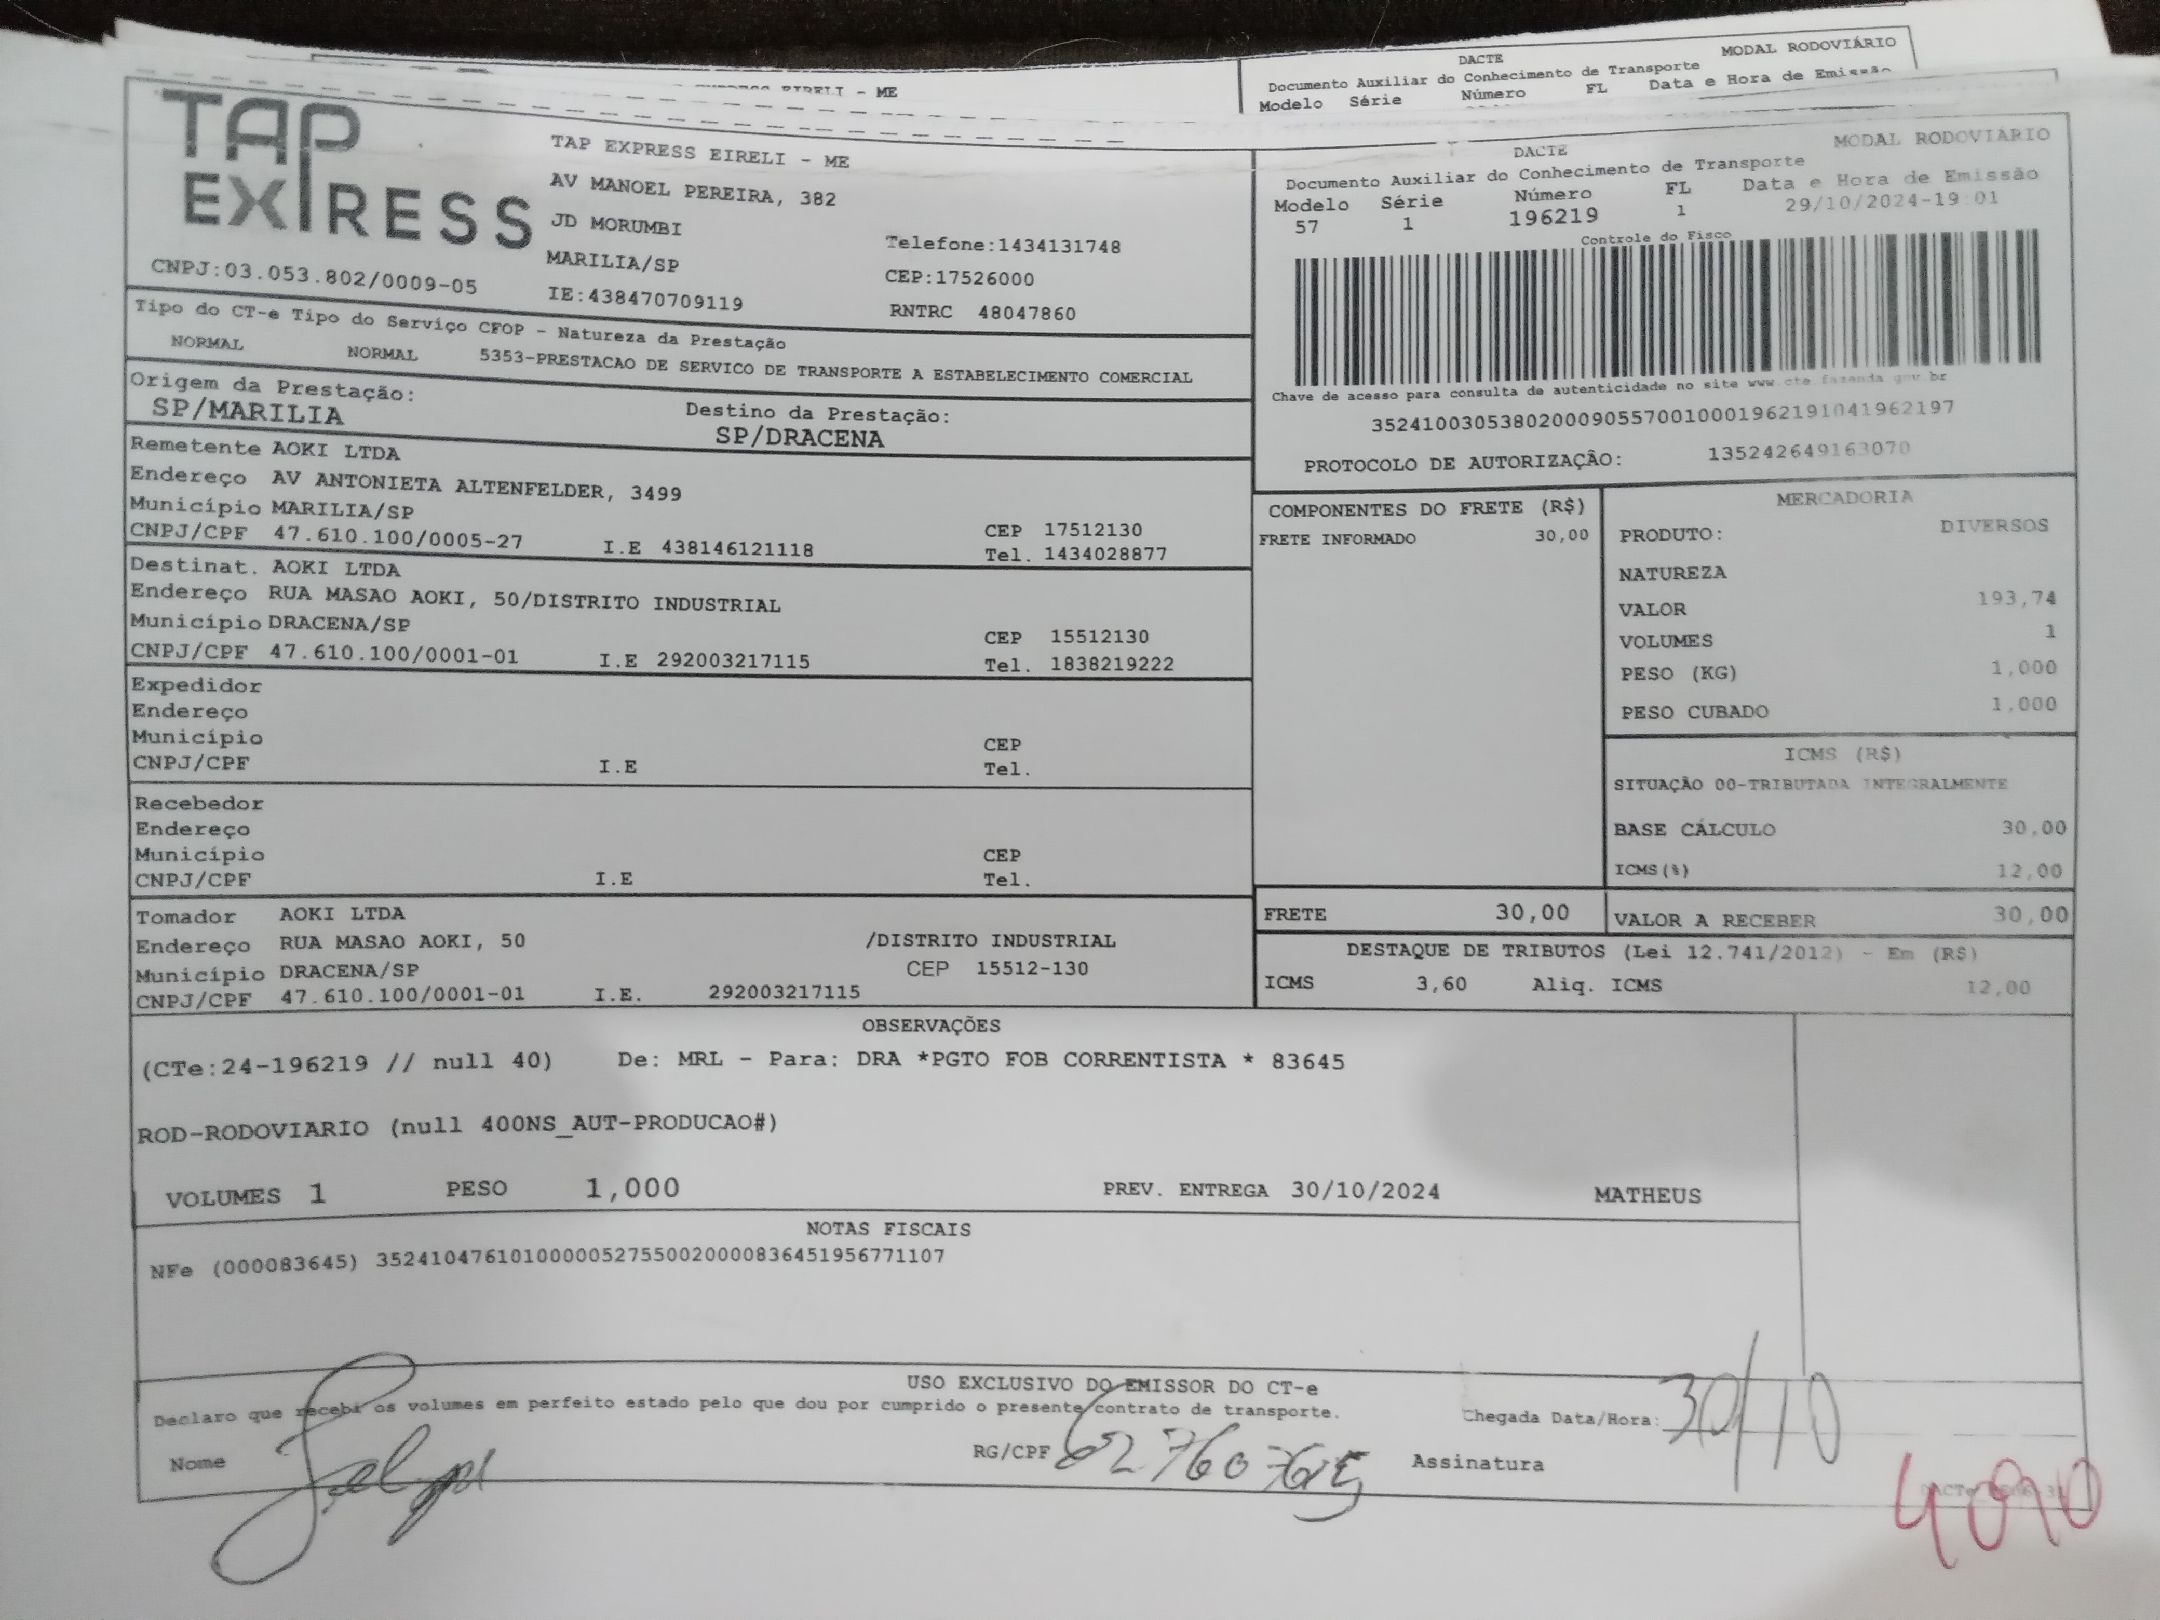 EIRELI - ME
DACTE
MODAL RODOVIÁRIO
Documento Auxiliar do Conhecimento de Transporte
Modelo Série Número FL Data e Hora de Emissão
TAP EXPRESS
CNPJ:03.053.802/0009-05
TAP EXPRESS EIRELI - ME
AV MANOEL PEREIRA, 382
JD MORUMBI
MARILIA/SP
IE:438470709119
Telefone:1434131748
CEP:17526000
RNTRC 48047860
DACTE
MODAL RODOVIÁRIO
Documento Auxiliar do Conhecimento de Transporte
Modelo Série Número FL Data e Hora de Emissão
57 1 196219 1 29/10/2024-19:01
Controle do Fisco
Chave de acesso para consulta de autenticidade no site www.cte.fazenda.gov.br
35241003053802000905570010001962191041962197
PROTOCOLO DE AUTORIZAÇÃO: 135242649163070
Tipo do CT-e Tipo do Serviço CFOP - Natureza da Prestação
NORMAL NORMAL 5353-PRESTACAO DE SERVICO DE TRANSPORTE A ESTABELECIMENTO COMERCIAL
Origem da Prestação: Destino da Prestação:
SP/MARILIA SP/DRACENA
Remetente AOKI LTDA
Endereço AV ANTONIETA ALTENFELDER, 3499
Município MARILIA/SP CEP 17512130
CNPJ/CPF 47.610.100/0005-27 I.E 438146121118 Tel. 1434028877
Destinat. AOKI LTDA
Endereço RUA MASAO AOKI, 50/DISTRITO INDUSTRIAL
Município DRACENA/SP CEP 15512130
CNPJ/CPF 47.610.100/0001-01 I.E 292003217115 Tel. 1838219222
Expedidor
Endereço
Município CEP
CNPJ/CPF I.E Tel.
Recebedor
Endereço
Município CEP
CNPJ/CPF I.E Tel.
Tomador AOKI LTDA
Endereço RUA MASAO AOKI, 50 /DISTRITO INDUSTRIAL
Município DRACENA/SP CEP 15512-130
CNPJ/CPF 47.610.100/0001-01 I.E. 292003217115
COMPONENTES DO FRETE (R$)
FRETE INFORMADO 30,00
MERCADORIA
PRODUTO: DIVERSOS
NATUREZA
VALOR 193,74
VOLUMES 1
PESO (KG) 1,000
PESO CUBADO 1,000
ICMS (R$)
SITUAÇÃO 00-TRIBUTADA INTEGRALMENTE
BASE CÁLCULO 30,00
ICMS(%) 12,00
FRETE 30,00 VALOR A RECEBER 30,00
DESTAQUE DE TRIBUTOS (Lei 12.741/2012) - Em (R$)
ICMS 3,60 Aliq. ICMS 12,00
OBSERVAÇÕES
(CTe:24-196219 // null 40) De: MRL - Para: DRA *PGTO FOB CORRENTISTA * 83645
ROD-RODOVIARIO (null 400NS_AUT-PRODUCAO#)
VOLUMES 1 PESO 1,000 PREV. ENTREGA 30/10/2024 MATHEUS
NOTAS FISCAIS
NFe (000083645) 35241047610100000527550020000836451956771107
USO EXCLUSIVO DO EMISSOR DO CT-e
Declaro que recebi os volumes em perfeito estado pelo que dou por cumprido o presente contrato de transporte. Chegada Data/Hora: 30/10
Nome RG/CPF Assinatura
4090